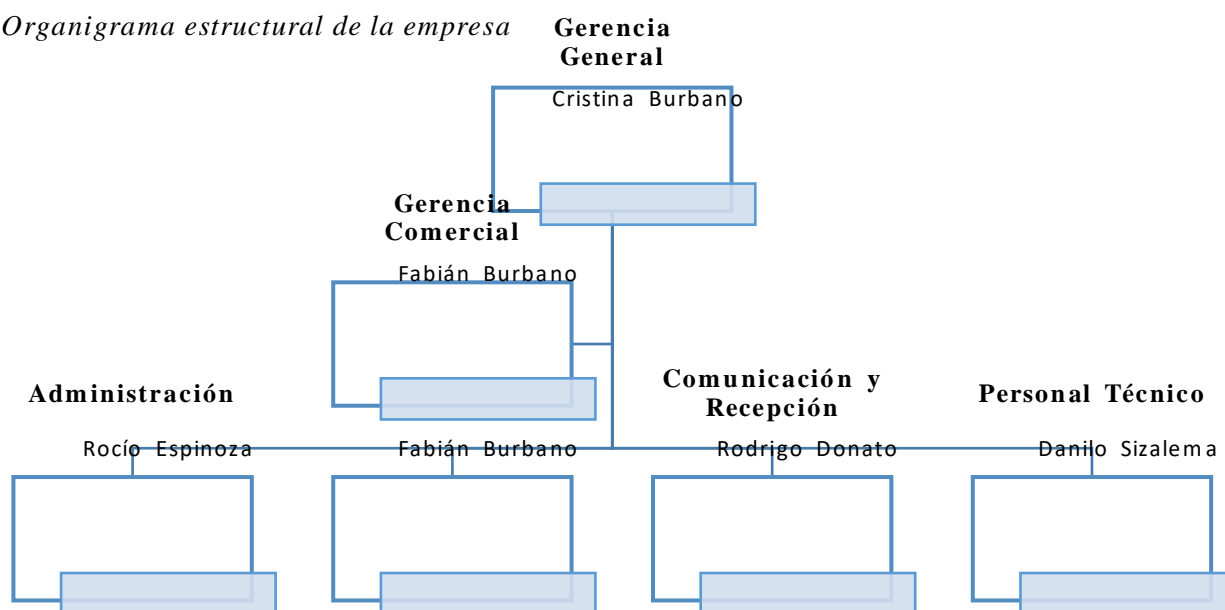 Organigrama estructural de la empresa
Gerencia
General
Cristina Burbano
Gerencia
Comercial
Fabián Burbano
Administración
Comunicación y
Recepción
Personal Técnico
Rocío Espinoza
Fabián Burbano
Rodrigo Donato
Danilo Sizalema